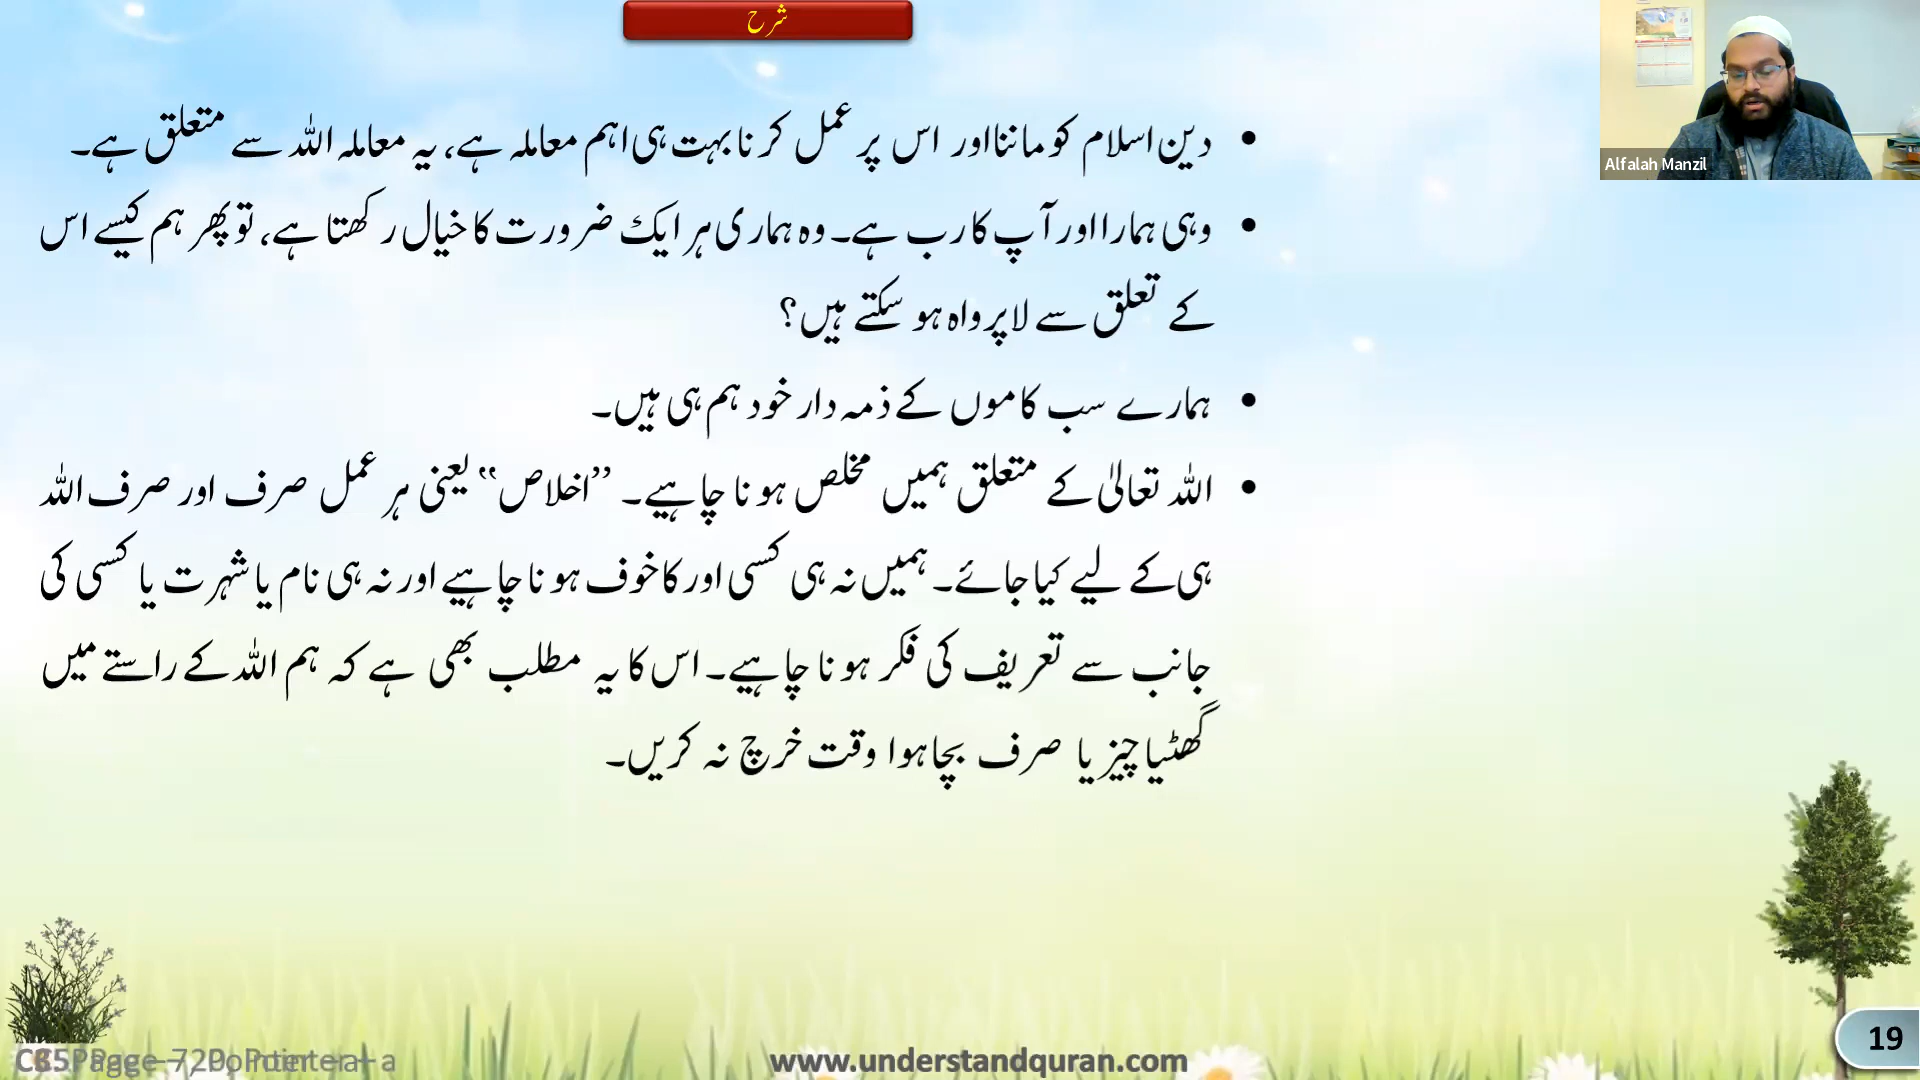 شرح
Alfalah Manzil
• دین اسلام کو ماننا اور اس پر عمل کرنا بہت ہی اہم معاملہ ہے، یہ معاملہ اللہ سے متعلق ہے۔
• وہی ہمارا اور آپ کا رب ہے۔ وہ ہماری ہر ایک ضرورت کا خیال رکھتا ہے، تو پھر ہم کیسے اس
کے تعلق سے لاپرواہ ہو سکتے ہیں؟
• ہمارے سب کاموں کے ذمہ دار خود ہم ہی ہیں۔
• اللہ تعالیٰ کے متعلق ہمیں مخلص ہونا چاہیے۔ ”اخلاص“ یعنی ہر عمل صرف اور صرف اللہ
ہی کے لیے کیا جائے۔ ہمیں نہ ہی کسی اور کا خوف ہونا چاہیے اور نہ ہی نام یا شہرت یا کسی کی
جانب سے تعریف کی فکر ہونا چاہیے۔ اس کا یہ مطلب بھی ہے کہ ہم اللہ کے راستے میں
گھٹیا چیز یا صرف بچا ہوا وقت خرچ نہ کریں۔
www.understandquran.com
19